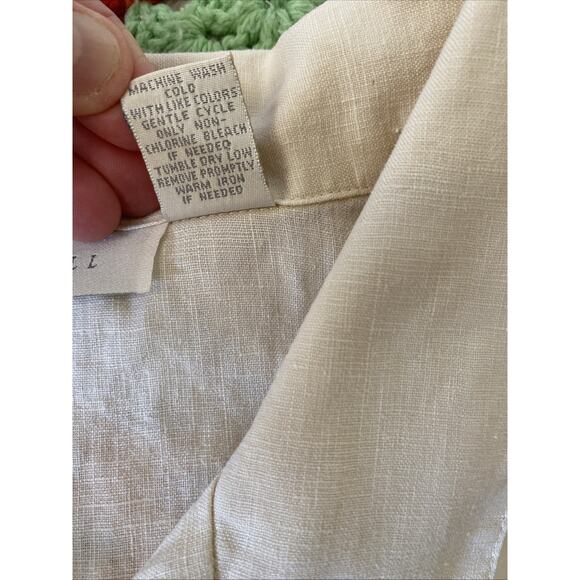 MACHINE WASH
COLD
WITH LIKE COLORS
GENTLE CYCLE
ONLY NON-
CHLORINE BLEACH
IF NEEDED
TUMBLE DRY LOW
REMOVE PROMPTLY
WARM IRON
IF NEEDED
L L